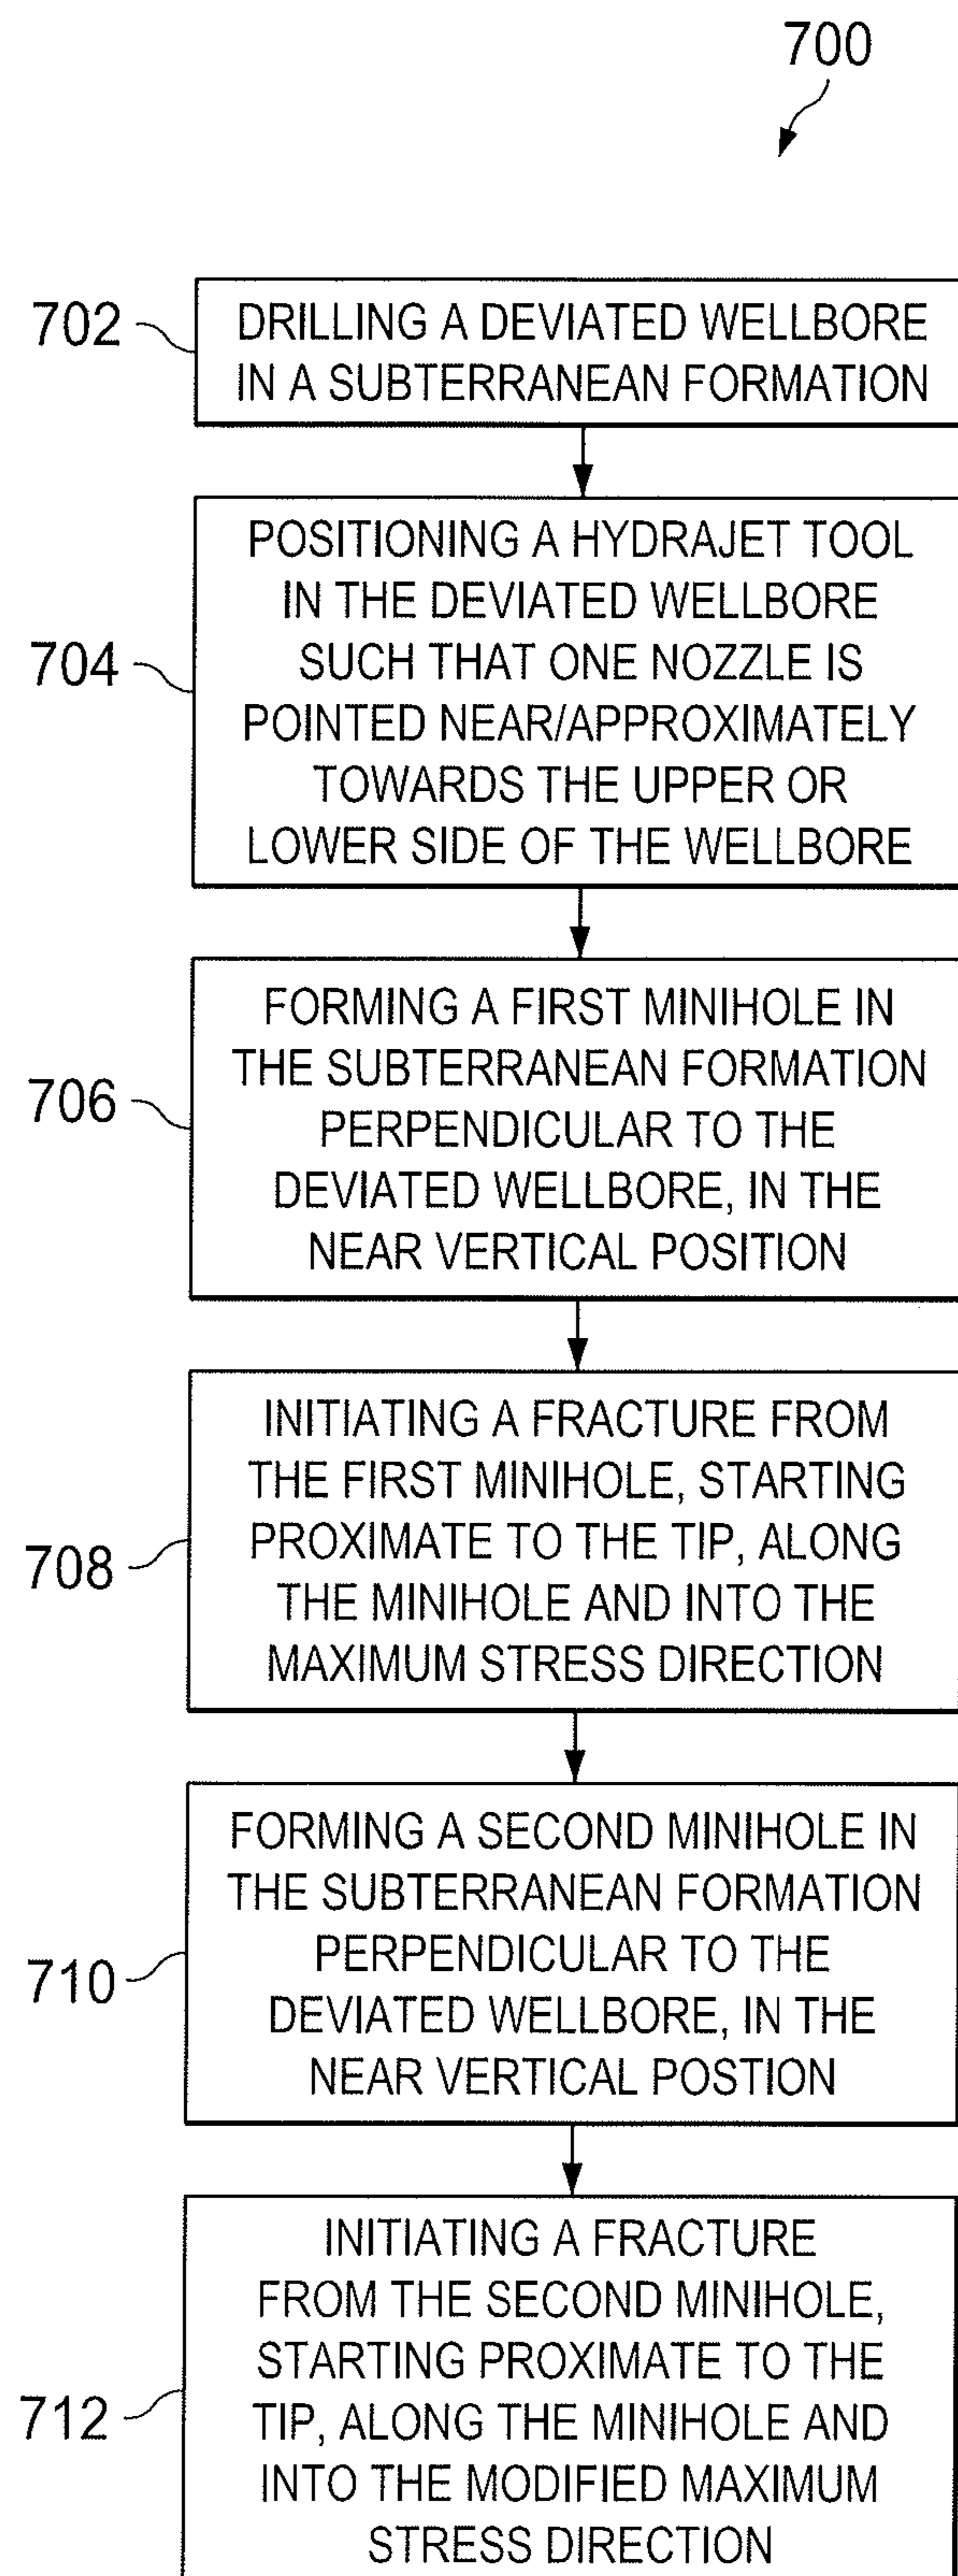 700
702
DRILLING A DEVIATED WELLBORE
IN A SUBTERRANEAN FORMATION
704
POSITIONING A HYDRAJET TOOL
IN THE DEVIATED WELLBORE
SUCH THAT ONE NOZZLE IS
POINTED NEAR/APPROXIMATELY
TOWARDS THE UPPER OR
LOWER SIDE OF THE WELLBORE
706
FORMING A FIRST MINIHOLE IN
THE SUBTERRANEAN FORMATION
PERPENDICULAR TO THE
DEVIATED WELLBORE, IN THE
NEAR VERTICAL POSITION
708
INITIATING A FRACTURE FROM
THE FIRST MINIHOLE, STARTING
PROXIMATE TO THE TIP, ALONG
THE MINIHOLE AND INTO THE
MAXIMUM STRESS DIRECTION
710
FORMING A SECOND MINIHOLE IN
THE SUBTERRANEAN FORMATION
PERPENDICULAR TO THE
DEVIATED WELLBORE, IN THE
NEAR VERTICAL POSTION
712
INITIATING A FRACTURE
FROM THE SECOND MINIHOLE,
STARTING PROXIMATE TO THE
TIP, ALONG THE MINIHOLE AND
INTO THE MODIFIED MAXIMUM
STRESS DIRECTION